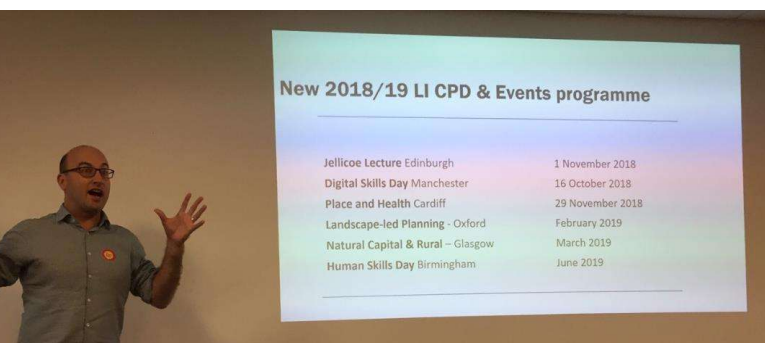 New 2018/19 LI CPD & Events programme
Jellicoe Lecture Edinburgh 1 November 2018
Digital Skills Day Manchester 16 October 2018
Place and Health Cardiff 29 November 2018
Landscape-led Planning - Oxford February 2019
Natural Capital & Rural – Glasgow March 2019
Human Skills Day Birmingham June 2019